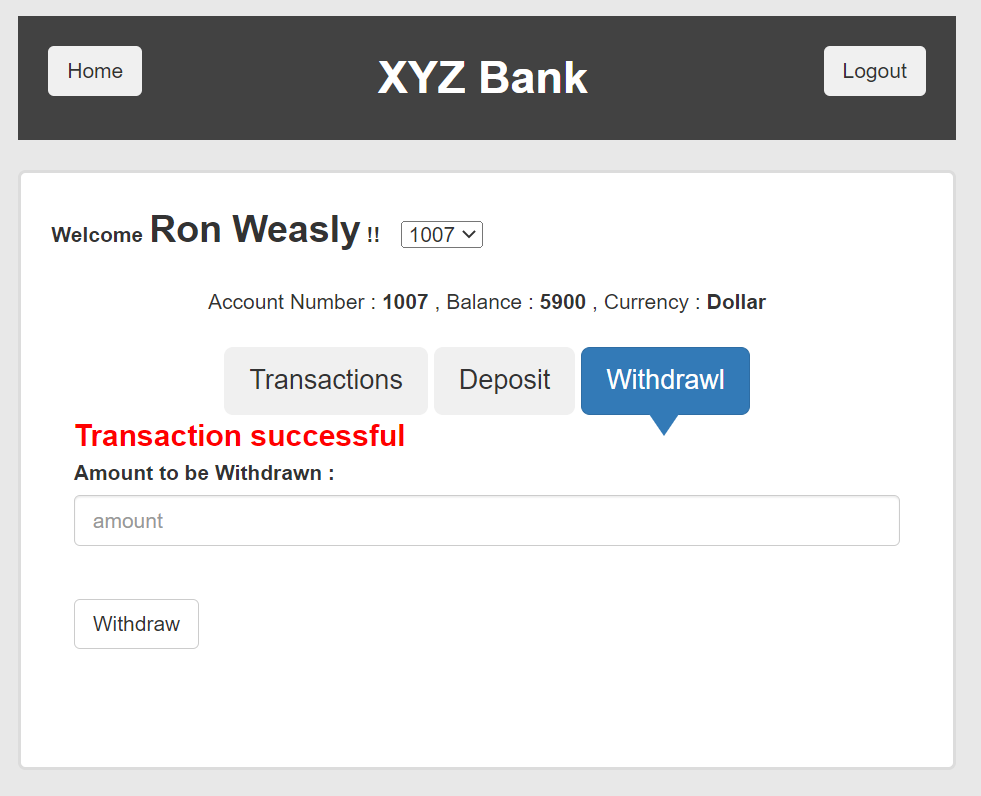 Home XYZ Bank Logout
Welcome Ron Weasly !! 1007
Account Number : 1007 , Balance : 5900 , Currency : Dollar
Transactions Deposit Withdrawl
Transaction successful
Amount to be Withdrawn :
amount
Withdraw